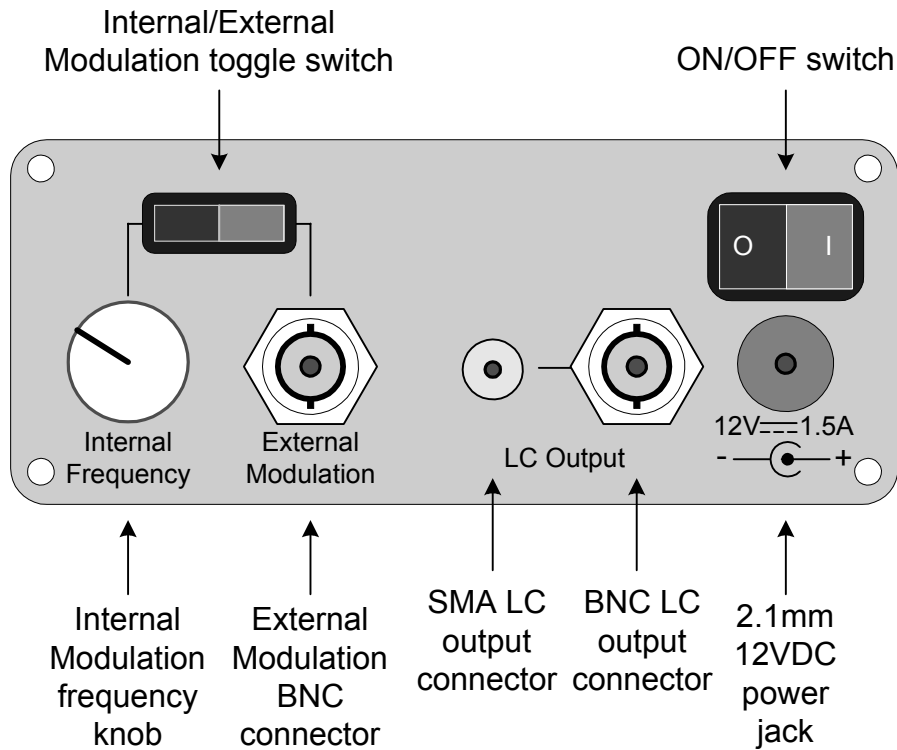 Internal/External
Modulation toggle switch
ON/OFF switch
O I
Internal
Frequency
External
Modulation
LC Output
12V 1.5A
- +
Internal
Modulation
frequency
knob
External
Modulation
BNC
connector
SMA LC
output
connector
BNC LC
output
connector
2.1mm
12VDC
power
jack